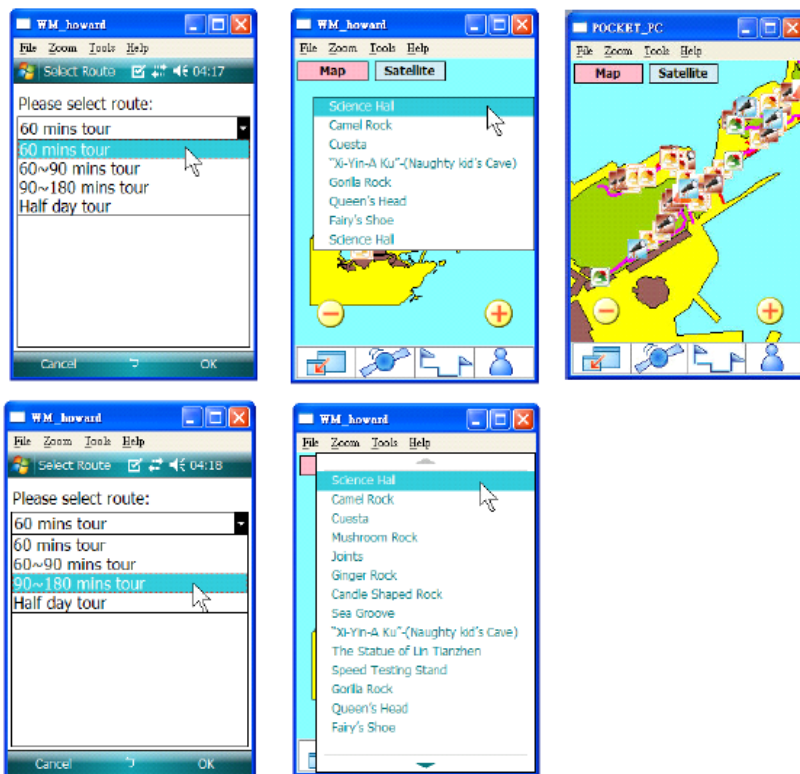 WM_howard
File Zoom Tools Help
Select Route 04:17
Please select route:
60 mins tour
60 mins tour
60~90 mins tour
90~180 mins tour
Half day tour
Cancel OK
WM_howard
File Zoom Tools Help
Map Satellite
Science Hall
Camel Rock
Cuesta
"Xi-Yin-A Ku"-(Naughty kid's Cave)
Gorilla Rock
Queen's Head
Fairy's Shoe
Science Hall
POCKET_PC
File Zoom Tools Help
Map Satellite
WM_howard
File Zoom Tools Help
Select Route 04:18
Please select route:
60 mins tour
60 mins tour
60~90 mins tour
90~180 mins tour
Half day tour
Cancel OK
WM_howard
File Zoom Tools Help
Science Hall
Camel Rock
Cuesta
Mushroom Rock
Joints
Ginger Rock
Candle Shaped Rock
Sea Groove
"Xi-Yin-A Ku"-(Naughty kid's Cave)
The Statue of Lin Tianzhen
Speed Testing Stand
Gorilla Rock
Queen's Head
Fairy's Shoe